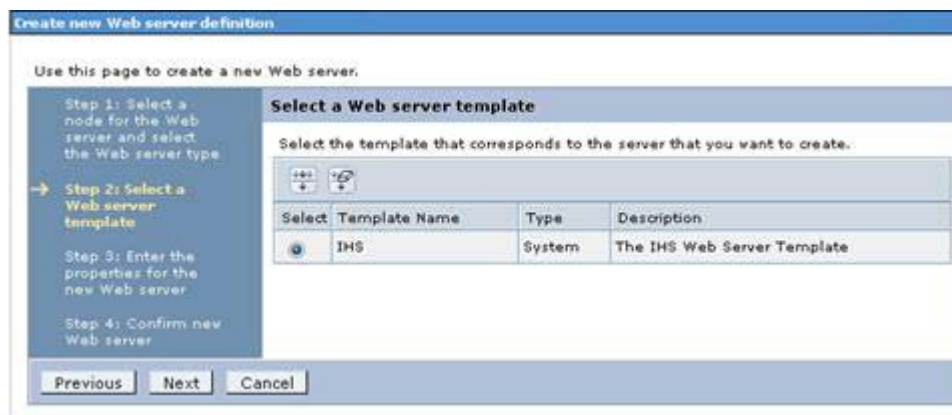 Create new Web server definition
Use this page to create a new Web server.
Step 1: Select a
node for the Web
server and select
the Web server type
Step 2: Select a
Web server
template
Step 3: Enter the
properties for the
new Web server
Step 4: Confirm new
Web server
Select a Web server template
Select the template that corresponds to the server that you want to create.
Select Template Name Type Description
IHS System The IHS Web Server Template
Previous Next Cancel